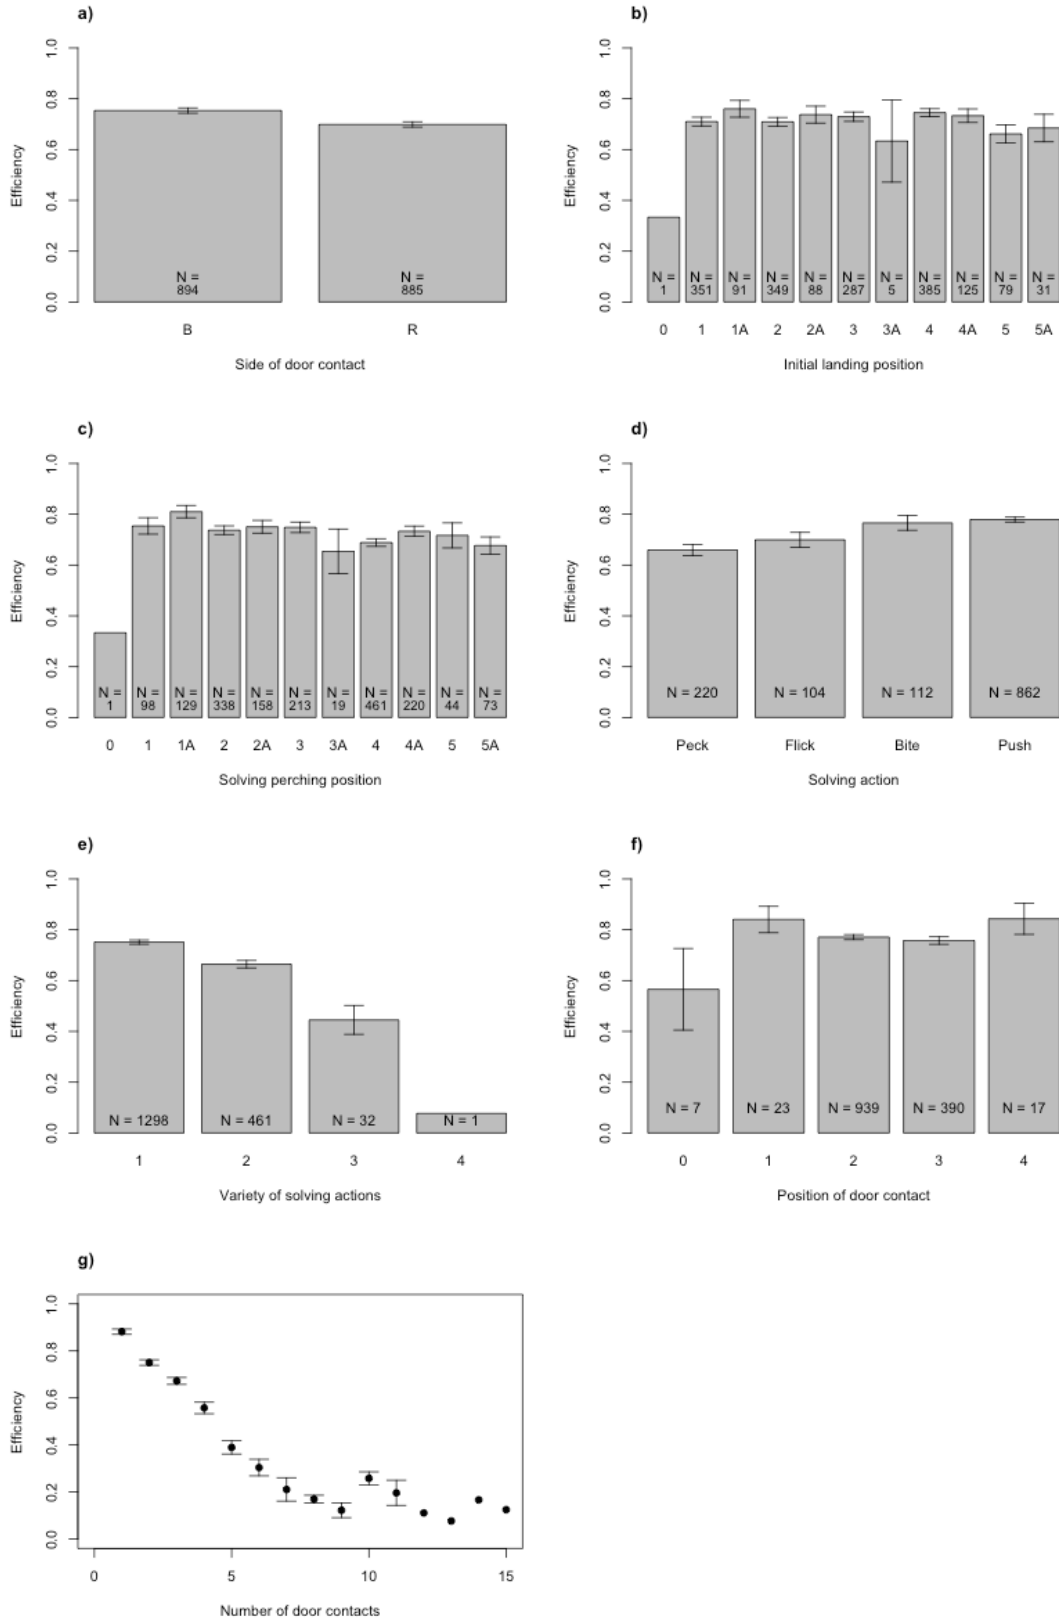 a)
1.0
0.8
0.6
0.4
0.2
0.0
Efficiency
N =
894
N =
885
B R
Side of door contact
b)
1.0
0.8
0.6
0.4
0.2
0.0
Efficiency
N = N = N = N = N = N = N = N = N = N = N =
1 351 91 349 88 287 5 385 125 79 31
0 1 1A 2 2A 3 3A 4 4A 5 5A
Initial landing position
c)
1.0
0.8
0.6
0.4
0.2
0.0
Efficiency
N = N = N = N = N = N = N = N = N = N = N =
1 98 129 338 158 213 19 461 220 44 73
0 1 1A 2 2A 3 3A 4 4A 5 5A
Solving perching position
d)
1.0
0.8
0.6
0.4
0.2
0.0
Efficiency
N = 220 N = 104 N = 112 N = 862
Peck Flick Bite Push
Solving action
e)
1.0
0.8
0.6
0.4
0.2
0.0
Efficiency
N = 1298 N = 461 N = 32 N = 1
1 2 3 4
Variety of solving actions
f)
1.0
0.8
0.6
0.4
0.2
0.0
Efficiency
N = 7 N = 23 N = 939 N = 390 N = 17
0 1 2 3 4
Position of door contact
g)
1.0
0.8
0.6
0.4
0.2
0.0
Efficiency
0 5 10 15
Number of door contacts